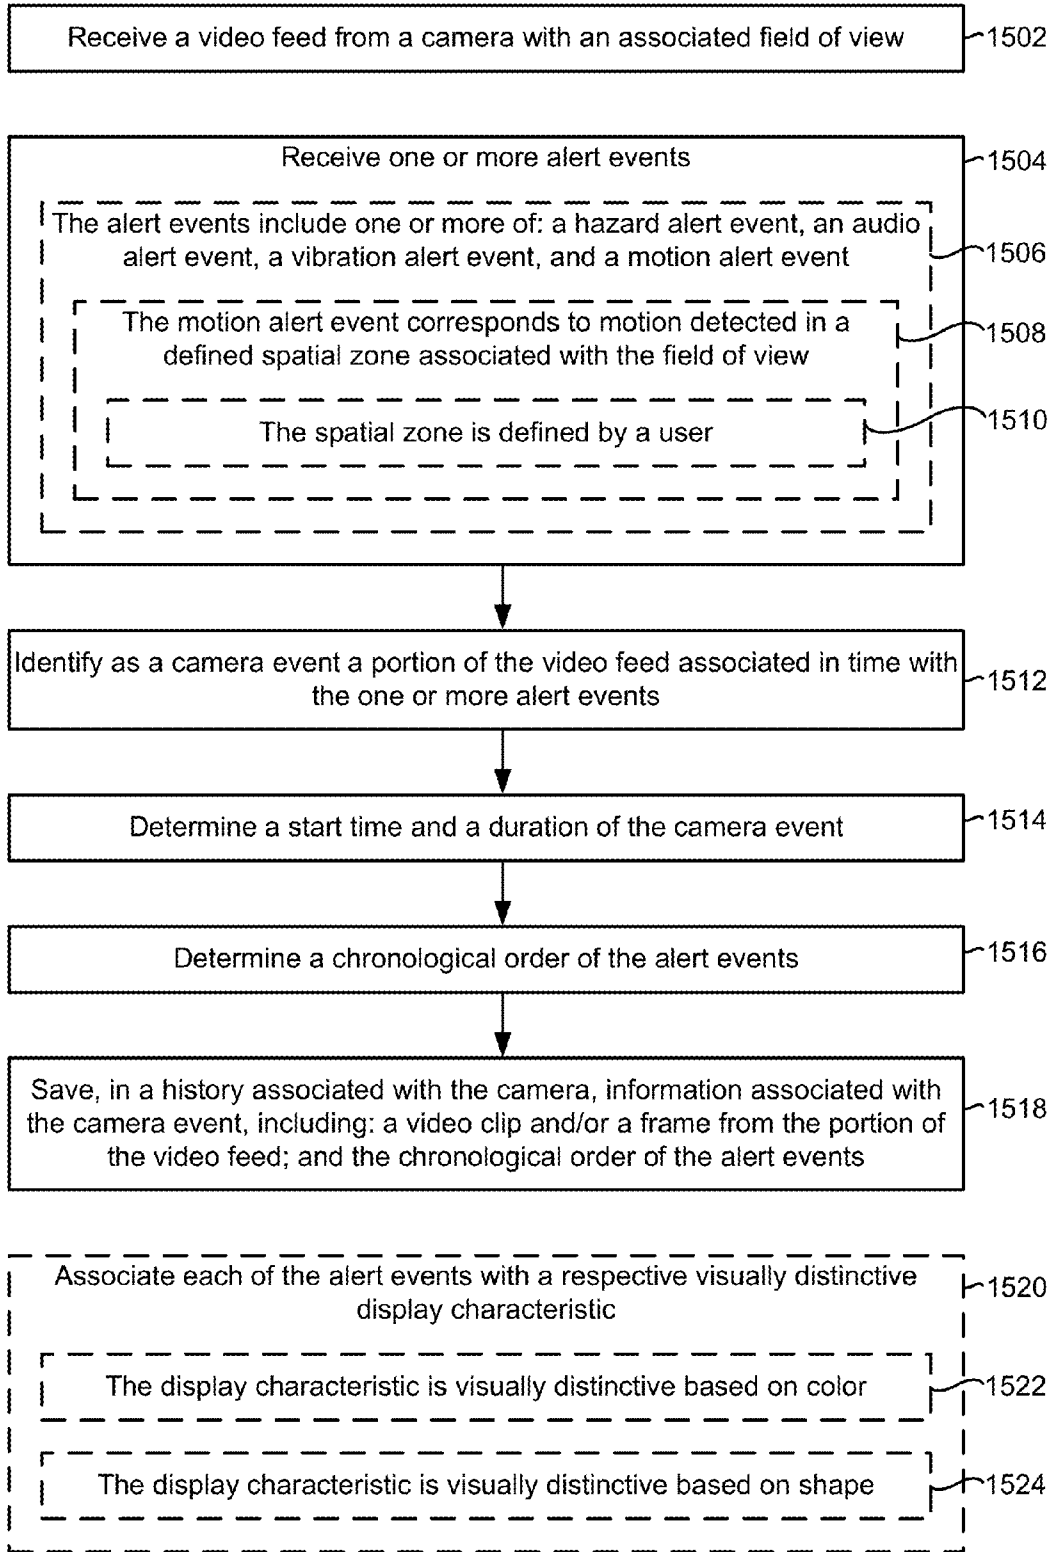 Receive a video feed from a camera with an associated field of view
1502
Receive one or more alert events
1504
The alert events include one or more of: a hazard alert event, an audio
alert event, a vibration alert event, and a motion alert event
1506
The motion alert event corresponds to motion detected in a
defined spatial zone associated with the field of view
1508
The spatial zone is defined by a user
1510
Identify as a camera event a portion of the video feed associated in time with
the one or more alert events
1512
Determine a start time and a duration of the camera event
1514
Determine a chronological order of the alert events
1516
Save, in a history associated with the camera, information associated with
the camera event, including: a video clip and/or a frame from the portion of
the video feed; and the chronological order of the alert events
1518
Associate each of the alert events with a respective visually distinctive
display characteristic
1520
The display characteristic is visually distinctive based on color
1522
The display characteristic is visually distinctive based on shape
1524